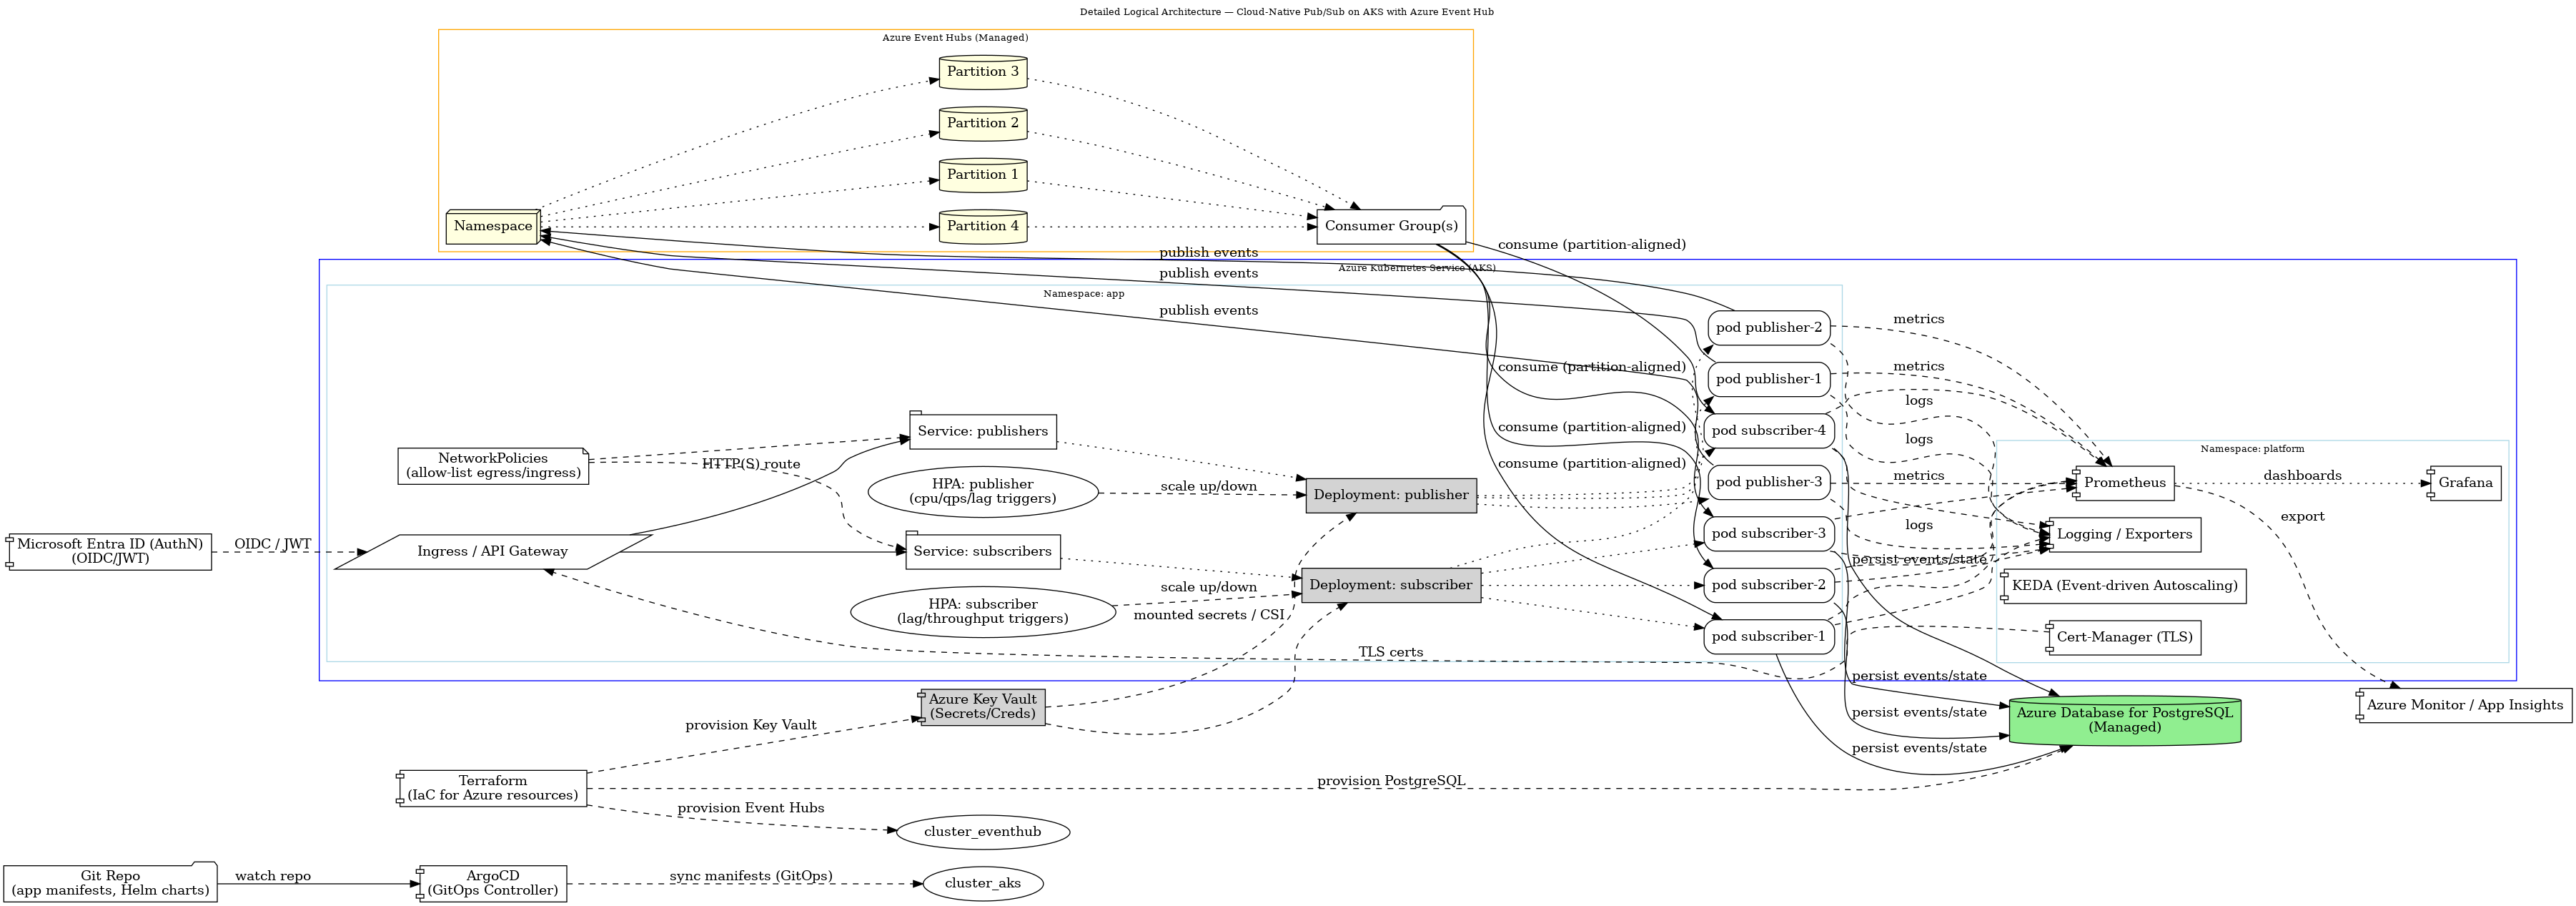 Detailed Logical Architecture — Cloud-Native Pub/Sub on AKS with Azure Event Hub
Azure Event Hubs (Managed)
Partition 3
Partition 2
Partition 1
Partition 4
Namespace
Consumer Group(s)
consume (partition-aligned)
publish events
publish events
publish events
Azure Kubernetes Service (AKS)
Namespace: app
pod publisher-2
pod publisher-1
pod subscriber-4
pod publisher-3
pod subscriber-3
pod subscriber-2
pod subscriber-1
consume (partition-aligned)
consume (partition-aligned)
consume (partition-aligned)
metrics
metrics
logs
logs
metrics
logs
persist events/state
Service: publishers
NetworkPolicies
(allow-list egress/ingress)
HTTP(S) route
HPA: publisher
(cpu/qps/lag triggers)
scale up/down
Deployment: publisher
Microsoft Entra ID (AuthN)
(OIDC/JWT)
OIDC / JWT
Ingress / API Gateway
Service: subscribers
Deployment: subscriber
HPA: subscriber
(lag/throughput triggers)
scale up/down
mounted secrets / CSI
TLS certs
Namespace: platform
Prometheus
dashboards
Grafana
export
Logging / Exporters
KEDA (Event-driven Autoscaling)
Cert-Manager (TLS)
persist events/state
persist events/state
persist events/state
Azure Database for PostgreSQL
(Managed)
Azure Monitor / App Insights
Azure Key Vault
(Secrets/Creds)
provision Key Vault
Terraform
(IaC for Azure resources)
provision PostgreSQL
provision Event Hubs
cluster_eventhub
Git Repo
(app manifests, Helm charts)
watch repo
ArgoCD
(GitOps Controller)
sync manifests (GitOps)
cluster_aks